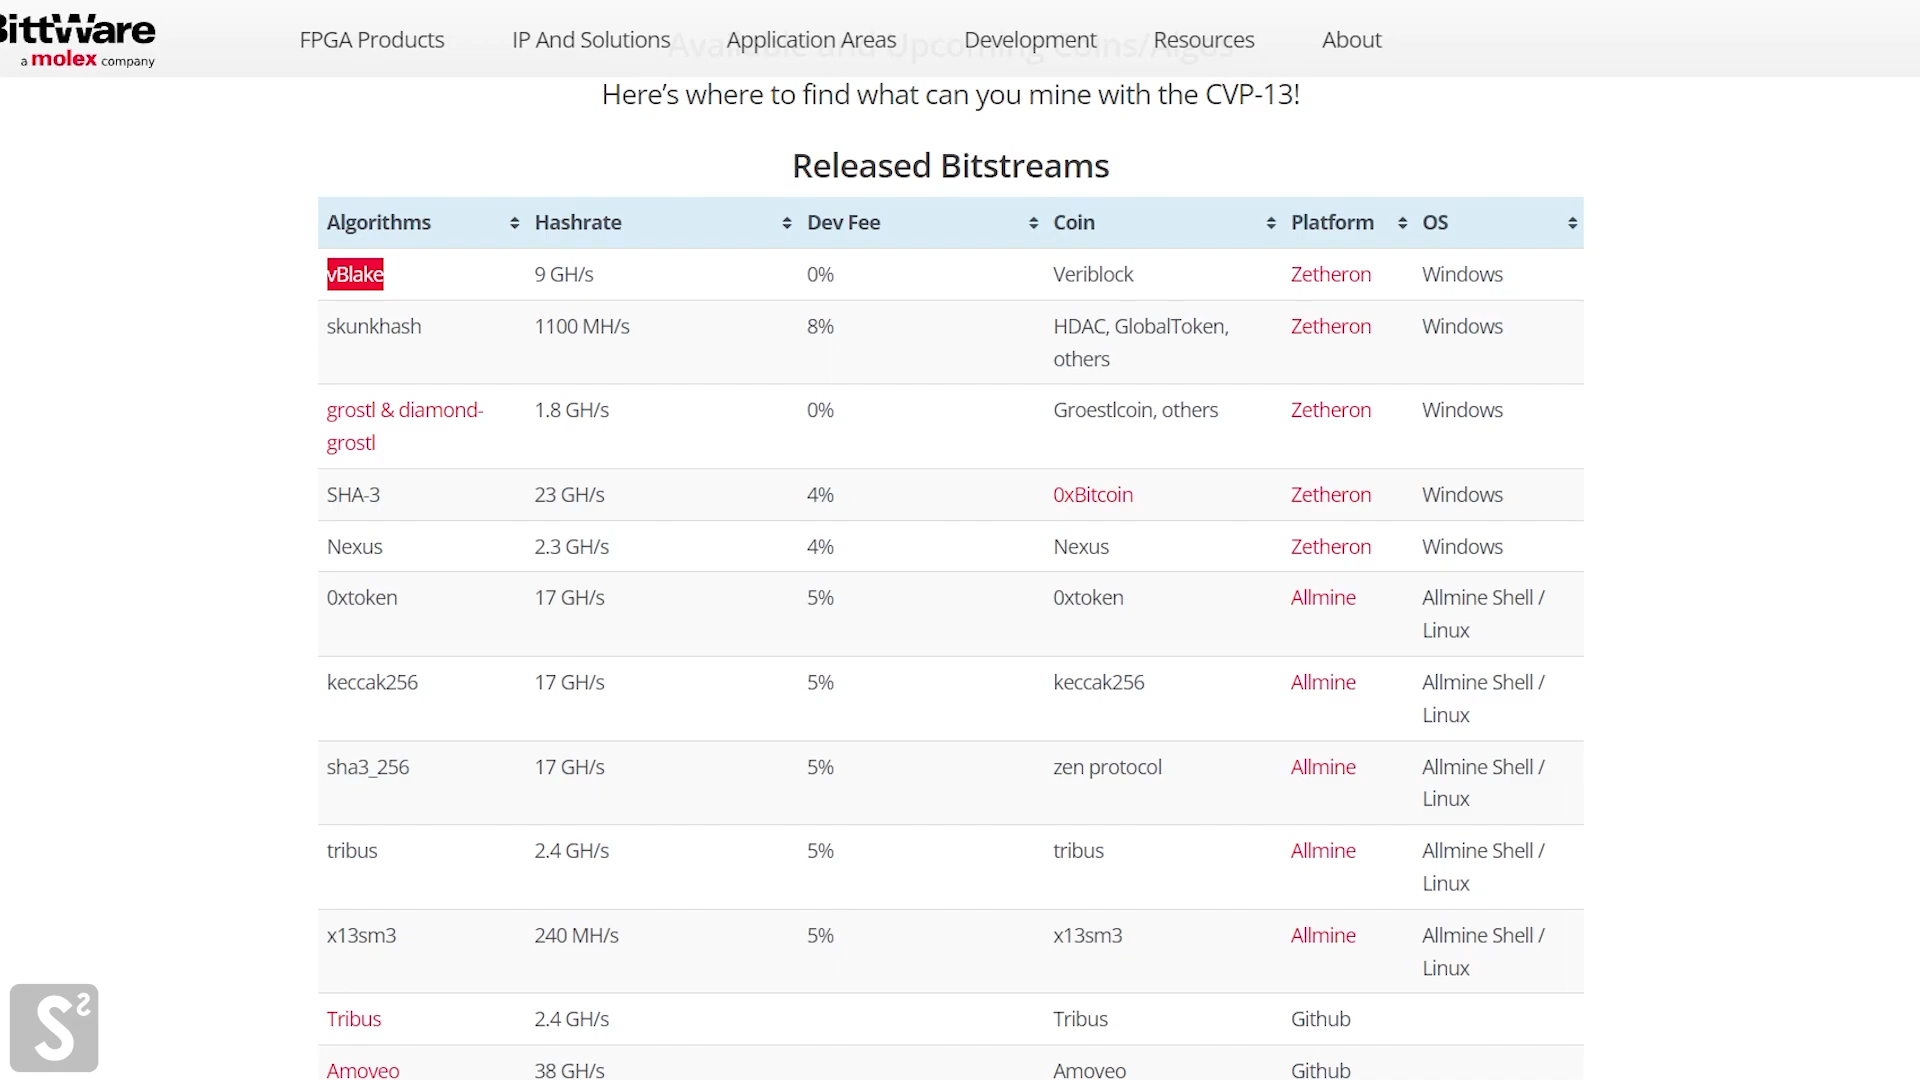 BittWare
a molex company
FPGA Products IP And Solutions Application Areas Development Resources About
Available and Upcoming Coins/Algos
Here’s where to find what can you mine with the CVP-13!
Released Bitstreams
Algorithms Hashrate Dev Fee Coin Platform OS
vBlake 9 GH/s 0% Veriblock Zetheron Windows
skunkhash 1100 MH/s 8% HDAC, GlobalToken, Zetheron Windows
others
grostl & diamond- 1.8 GH/s 0% Groestlcoin, others Zetheron Windows
grostl
SHA-3 23 GH/s 4% 0xBitcoin Zetheron Windows
Nexus 2.3 GH/s 4% Nexus Zetheron Windows
0xtoken 17 GH/s 5% 0xtoken Allmine Allmine Shell /
Linux
keccak256 17 GH/s 5% keccak256 Allmine Allmine Shell /
Linux
sha3_256 17 GH/s 5% zen protocol Allmine Allmine Shell /
Linux
tribus 2.4 GH/s 5% tribus Allmine Allmine Shell /
Linux
x13sm3 240 MH/s 5% x13sm3 Allmine Allmine Shell /
Linux
Tribus 2.4 GH/s Tribus Github
Amoveo 38 GH/s Amoveo Github
S2